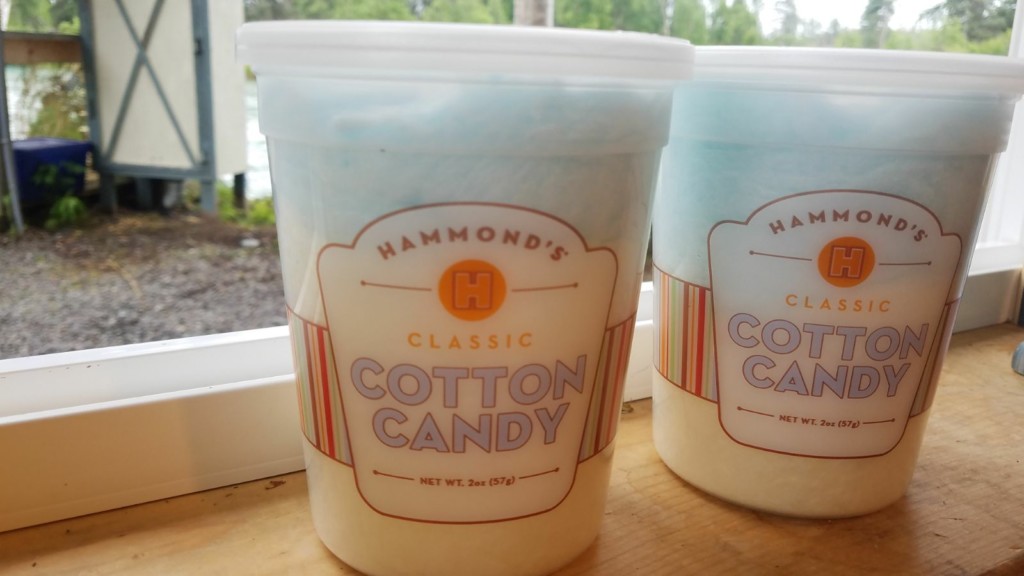 HAMMOND'S
H
CLASSIC
COTTON
CANDY
NET WT. 2oz (57g)
HAMMOND'S
H
CLASSIC
COTTON
CANDY
NET WT. 2oz (57g)